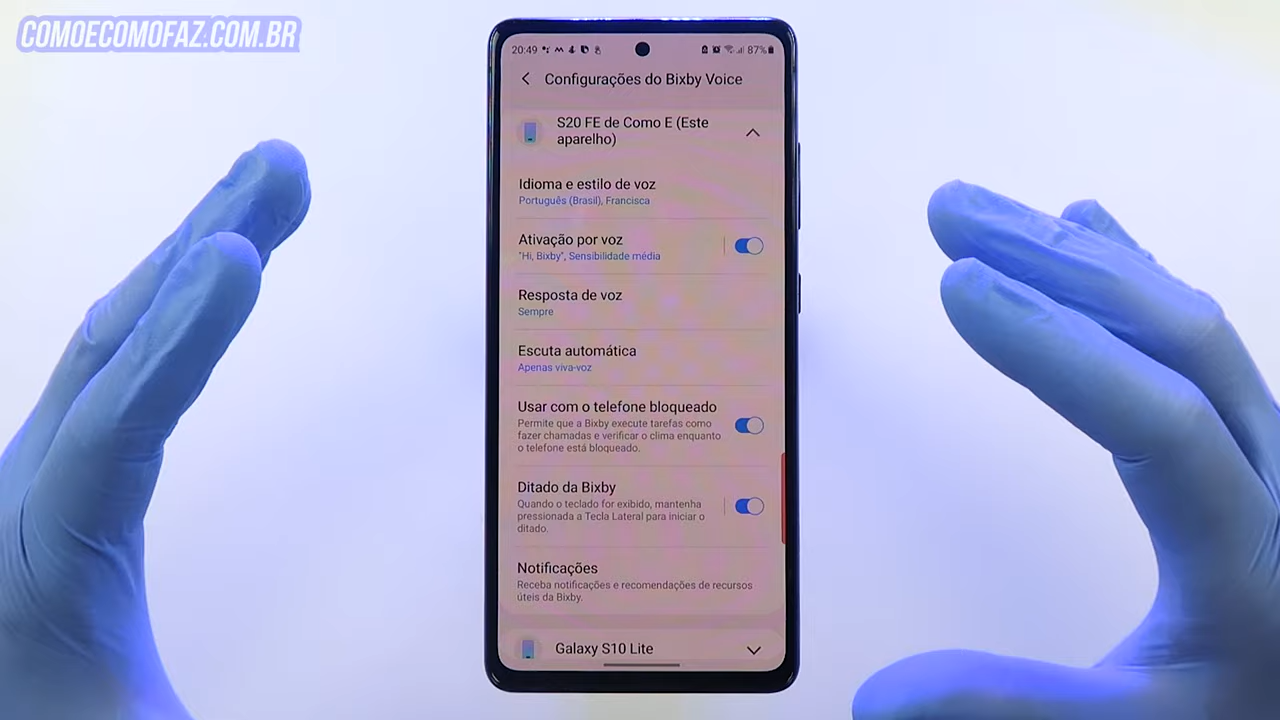 COMOECOMOFAZ.COM.BR
20:49
87%
Configurações do Bixby Voice
S20 FE de Como E (Este
aparelho)
Idioma e estilo de voz
Português (Brasil), Francisca
Ativação por voz
"Hi, Bixby", Sensibilidade média
Resposta de voz
Sempre
Escuta automática
Apenas viva-voz
Usar com o telefone bloqueado
Permite que a Bixby execute tarefas como
fazer chamadas e verificar o clima enquanto
o telefone está bloqueado.
Ditado da Bixby
Quando o teclado for exibido, mantenha
pressionada a Tecla Lateral para iniciar o
ditado.
Notificações
Receba notificações e recomendações de recursos
úteis da Bixby.
Galaxy S10 Lite